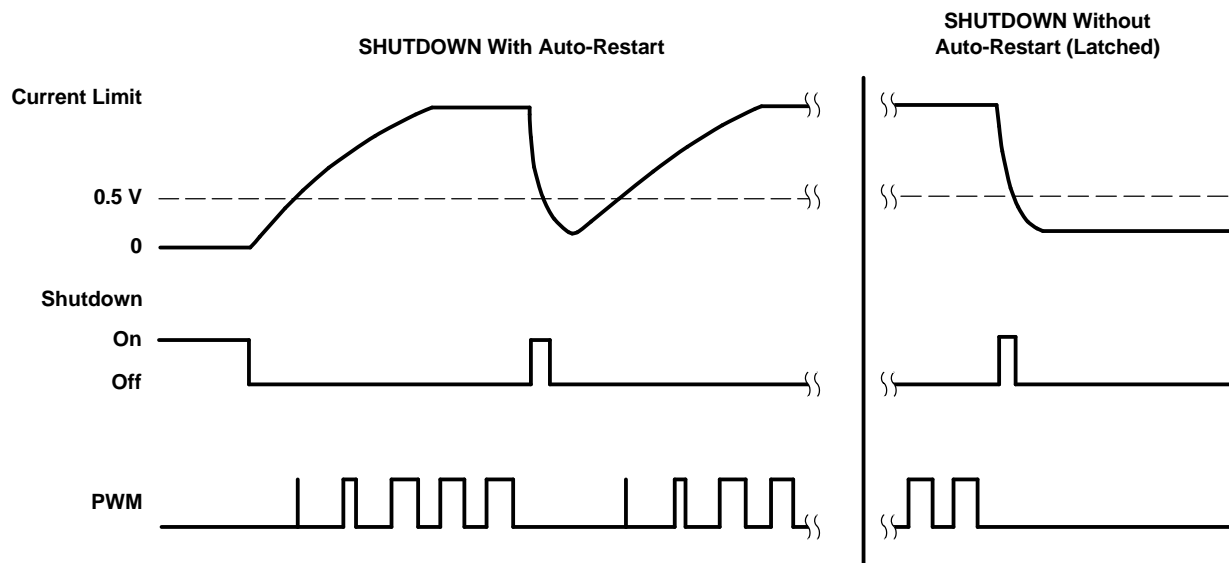 SHUTDOWN With Auto-Restart
SHUTDOWN Without
Auto-Restart (Latched)
Current Limit
0.5 V
0
Shutdown
On
Off
PWM